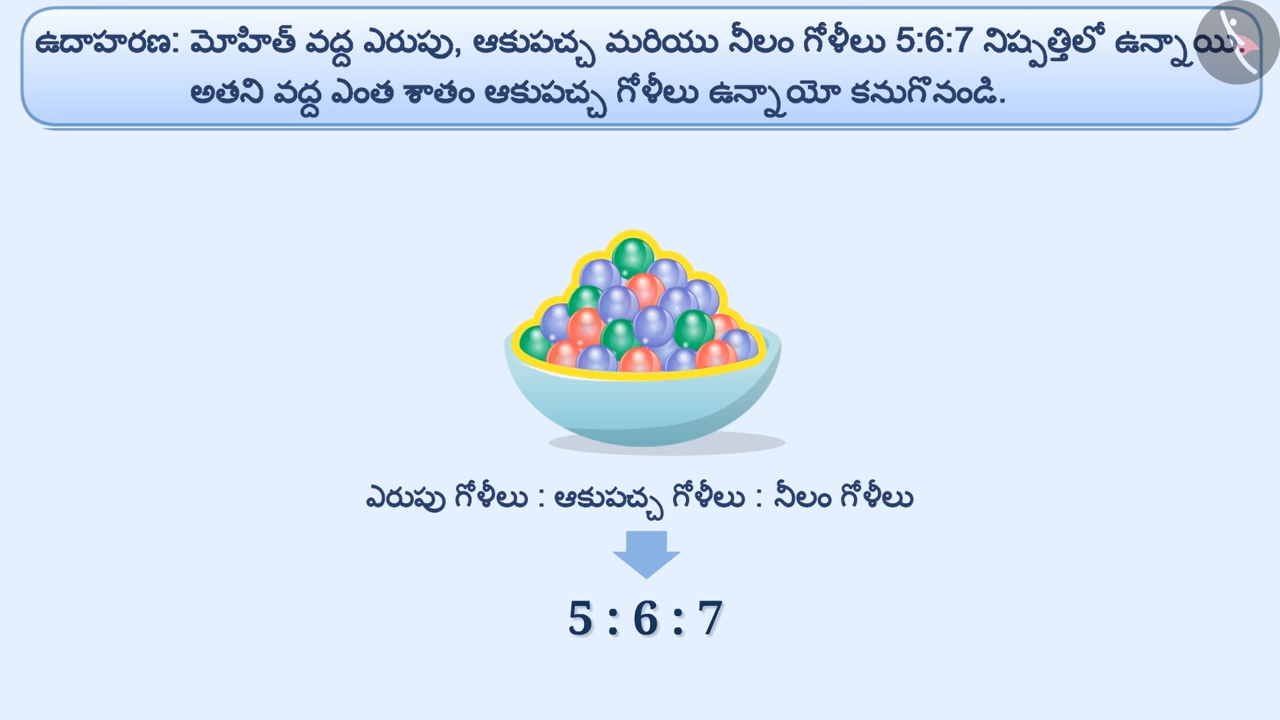 ఉదాహరణ: మోహిత్ వద్ద ఎరుపు, ఆకుపచ్చ మరియు నీలం గోళీలు 5:6:7 నిష్పత్తిలో ఉన్నాయి.
అతని వద్ద ఎంత శాతం ఆకుపచ్చ గోళీలు ఉన్నాయో కనుగొనండి.
ఎరుపు గోళీలు : ఆకుపచ్చ గోళీలు : నీలం గోళీలు
5 : 6 : 7